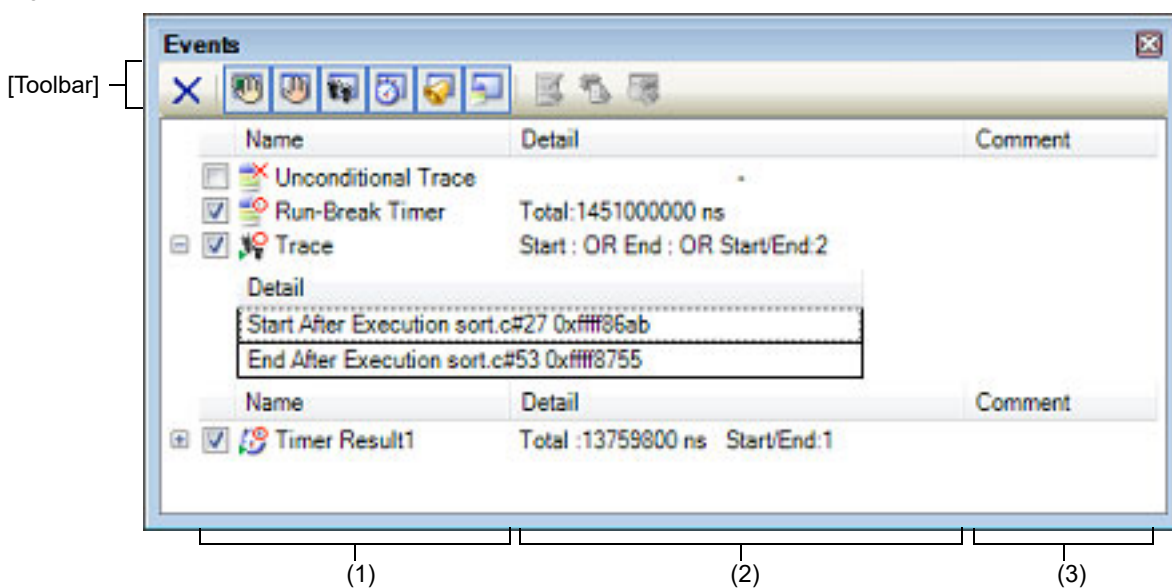 Events
[Toolbar]
Name Detail Comment
Unconditional Trace -
Run-Break Timer Total:1451000000 ns
Trace Start : OR End : OR Start/End:2
Detail
Start After Execution sort.c#27 0xffff86ab
End After Execution sort.c#53 0xffff8755
Name Detail Comment
Timer Result1 Total :13759800 ns Start/End:1
(1) (2) (3)